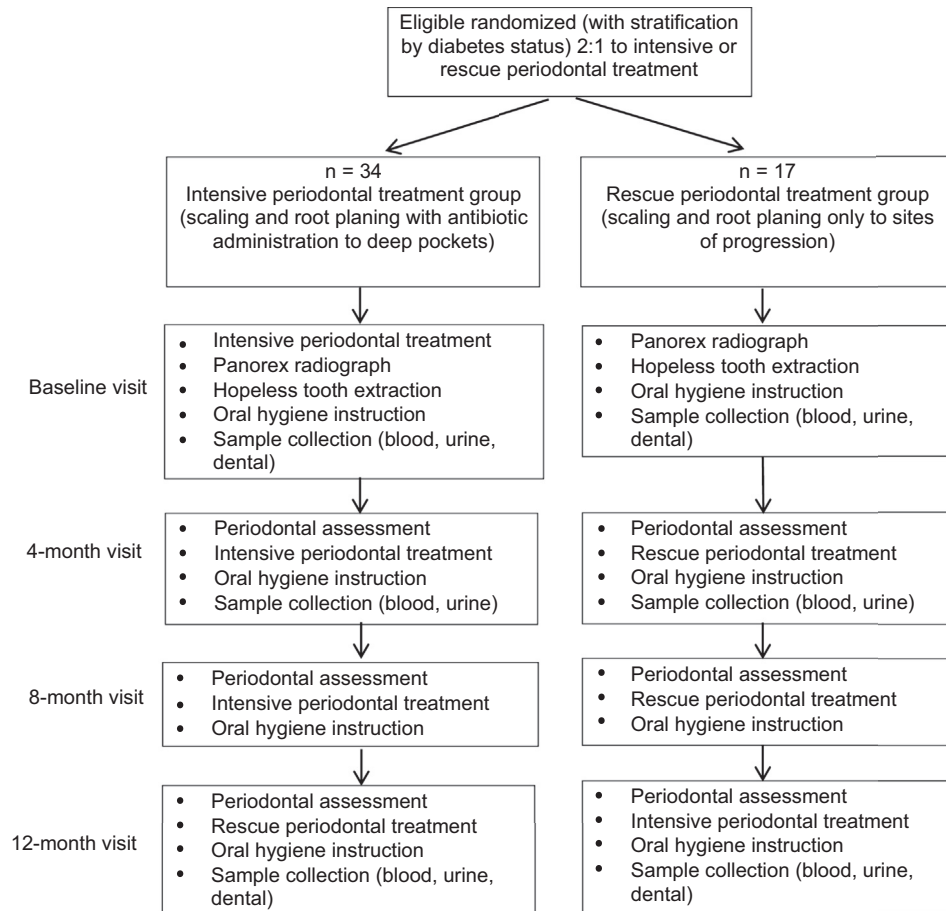 Eligible randomized (with stratification
by diabetes status) 2:1 to intensive or
rescue periodontal treatment
n = 34
Intensive periodontal treatment group
(scaling and root planing with antibiotic
administration to deep pockets)
n = 17
Rescue periodontal treatment group
(scaling and root planing only to sites
of progression)
Baseline visit
• Intensive periodontal treatment
• Panorex radiograph
• Hopeless tooth extraction
• Oral hygiene instruction
• Sample collection (blood, urine,
dental)
• Panorex radiograph
• Hopeless tooth extraction
• Oral hygiene instruction
• Sample collection (blood, urine,
dental)
4-month visit
• Periodontal assessment
• Intensive periodontal treatment
• Oral hygiene instruction
• Sample collection (blood, urine)
• Periodontal assessment
• Rescue periodontal treatment
• Oral hygiene instruction
• Sample collection (blood, urine)
8-month visit
• Periodontal assessment
• Intensive periodontal treatment
• Oral hygiene instruction
• Periodontal assessment
• Rescue periodontal treatment
• Oral hygiene instruction
12-month visit
• Periodontal assessment
• Rescue periodontal treatment
• Oral hygiene instruction
• Sample collection (blood, urine,
dental)
• Periodontal assessment
• Intensive periodontal treatment
• Oral hygiene instruction
• Sample collection (blood, urine,
dental)